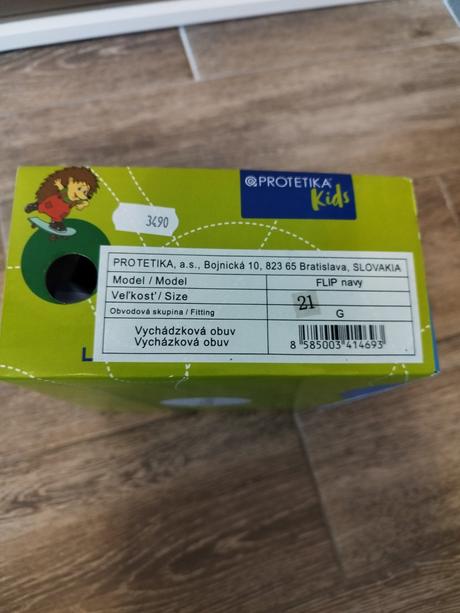 PROTETIKA
Kids
3490
PROTETIKA, a.s., Bojnická 10, 823 65 Bratislava, SLOVAKIA
Model / Model FLIP navy
Veľkosť / Size 21
Obvodová skupina / Fitting G
Vychádzková obuv
Vycházková obuv
8 585003 414693